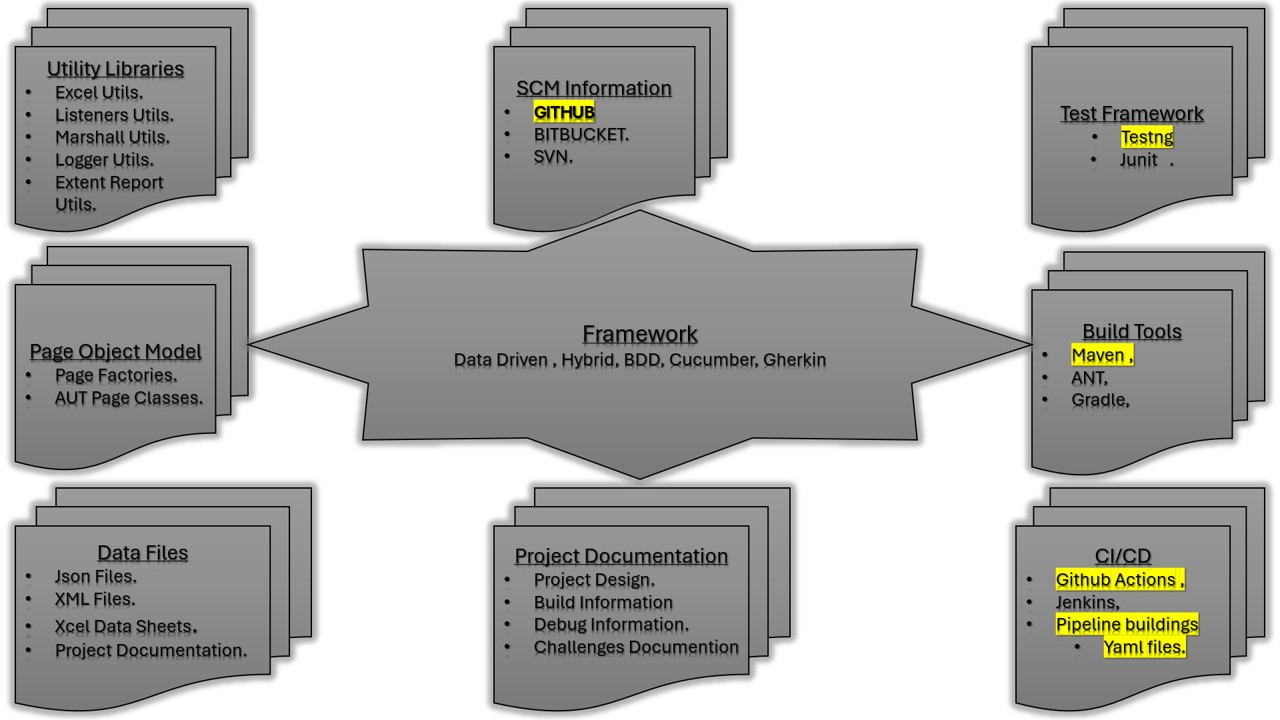 Utility Libraries
• Excel Utils.
• Listeners Utils.
• Marshall Utils.
• Logger Utils.
• Extent Report
Utils.
SCM Information
• GITHUB
• BITBUCKET.
• SVN.
Test Framework
• Testng
• Junit .
Page Object Model
• Page Factories.
• AUT Page Classes.
Framework
Data Driven , Hybrid, BDD, Cucumber, Gherkin
Build Tools
• Maven ,
• ANT,
• Gradle,
Data Files
• Json Files.
• XML Files.
• Xcel Data Sheets.
• Project Documentation.
Project Documentation
• Project Design.
• Build Information
• Debug Information.
• Challenges Documention
CI/CD
• Github Actions ,
• Jenkins,
• Pipeline buildings
• Yaml files.